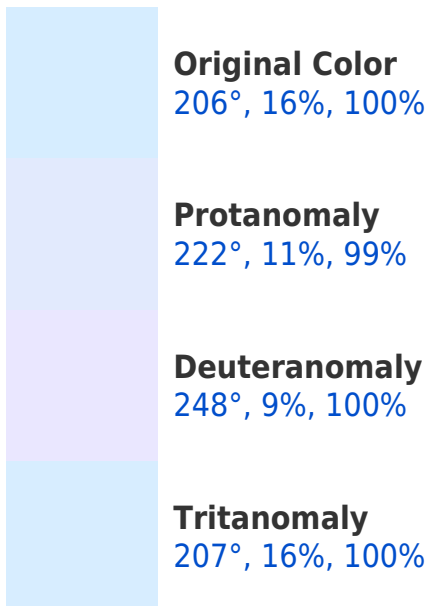 Original Color
206°, 16%, 100%
Protanomaly
222°, 11%, 99%
Deuteranomaly
248°, 9%, 100%
Tritanomaly
207°, 16%, 100%